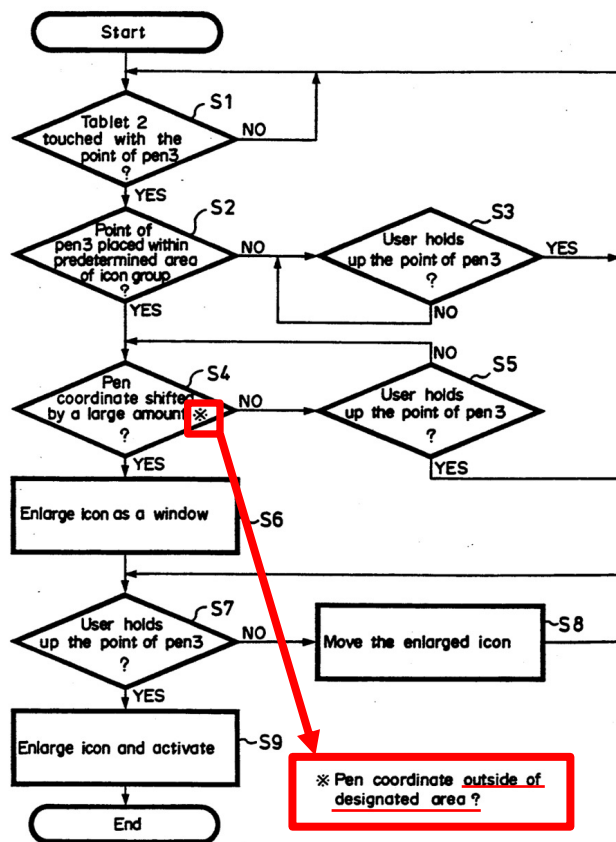 Start
S1
Tablet 2
touched with the
point of pen3
?
NO
YES
S2
Point of
pen3 placed within
predetermined area
of icon group
?
NO
YES
S3
User holds
up the point of pen3
?
YES
NO
S4
Pen
coordinate shifted
by a large amount ※
?
NO
YES
S5
NO
User holds
up the point of pen3
?
YES
Enlarge icon as a window
S6
S7
User holds
up the point of pen3
?
NO
YES
Move the enlarged icon
S8
Enlarge icon and activate
S9
End
※ Pen coordinate outside of
designated area ?